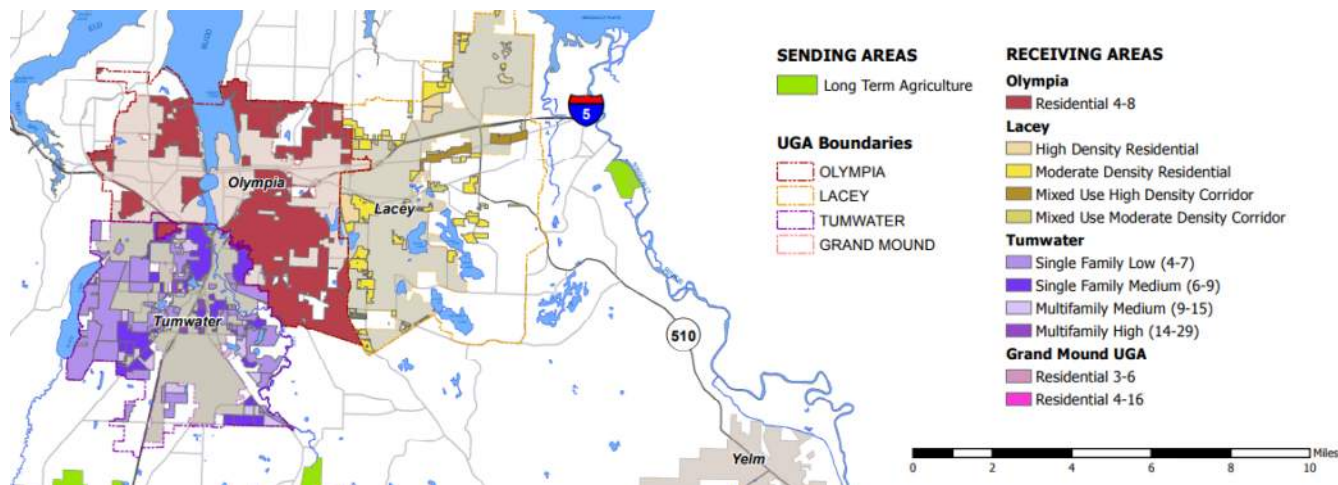 Olympia
Lacey
Tumwater
Yelm
5
510
SENDING AREAS
Long Term Agriculture
UGA Boundaries
OLYMPIA
LACEY
TUMWATER
GRAND MOUND
RECEIVING AREAS
Olympia
Residential 4-8
Lacey
High Density Residential
Moderate Density Residential
Mixed Use High Density Corridor
Mixed Use Moderate Density Corridor
Tumwater
Single Family Low (4-7)
Single Family Medium (6-9)
Multifamily Medium (9-15)
Multifamily High (14-29)
Grand Mound UGA
Residential 3-6
Residential 4-16
0 2 4 6 8 10 Miles